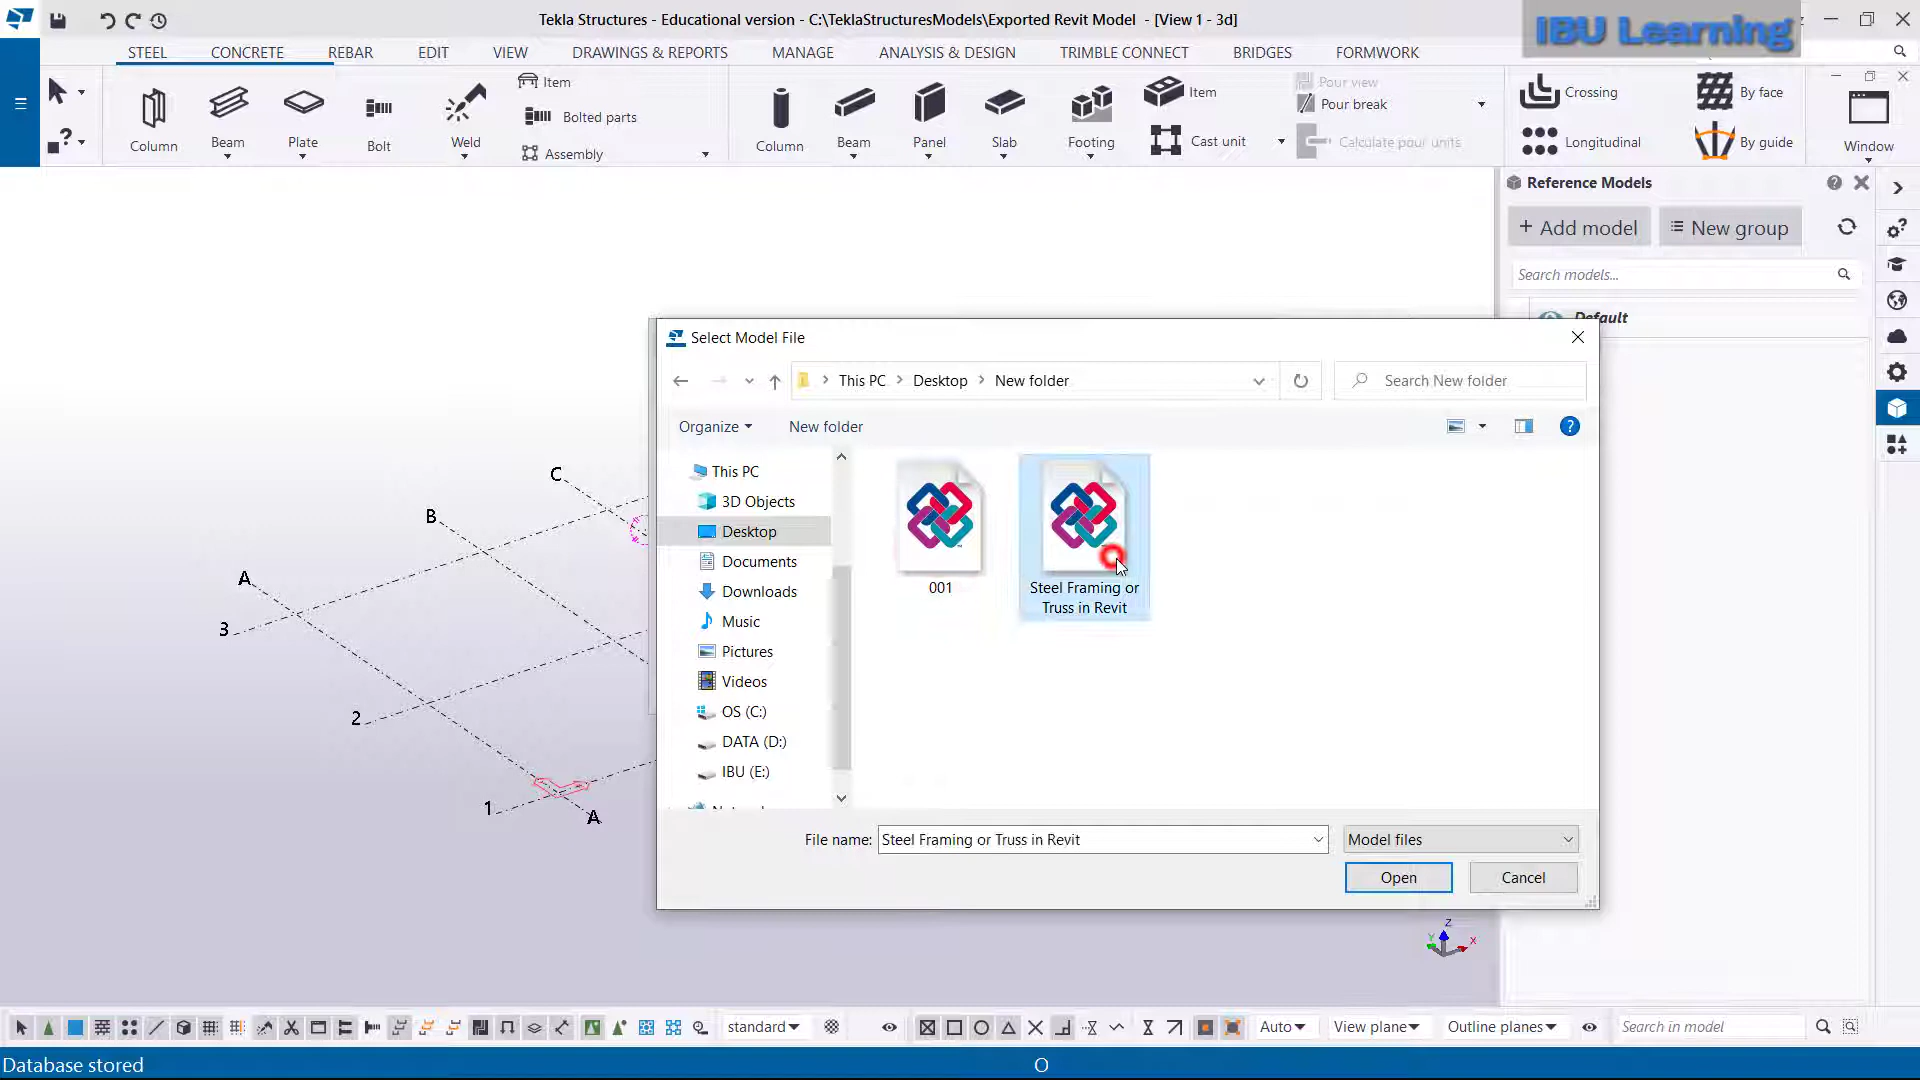 Tekla Structures - Educational version - C:\TeklaStructuresModels\Exported Revit Model - [View 1 - 3d]
IBU Learning
STEEL CONCRETE REBAR EDIT VIEW DRAWINGS & REPORTS MANAGE ANALYSIS & DESIGN TRIMBLE CONNECT BRIDGES FORMWORK
Item
Bolted parts
Assembly
Column Beam Plate Bolt Weld
Column Beam Panel Slab Footing
Item
Cast unit
Pour view
Pour break
Calculate pour units
Crossing
Longitudinal
By face
By guide
Window
Reference Models
+ Add model
New group
Search models...
Default
Select Model File
This PC > Desktop > New folder
Search New folder
Organize
New folder
This PC
3D Objects
Desktop
Documents
Downloads
Music
Pictures
Videos
OS (C:)
DATA (D:)
IBU (E:)
001
Steel Framing or
Truss in Revit
File name: Steel Framing or Truss in Revit
Model files
Open
Cancel
C
B
A
3
2
1
A
Z
Y
X
standard
Auto
View plane
Outline planes
Search in model
Database stored
O